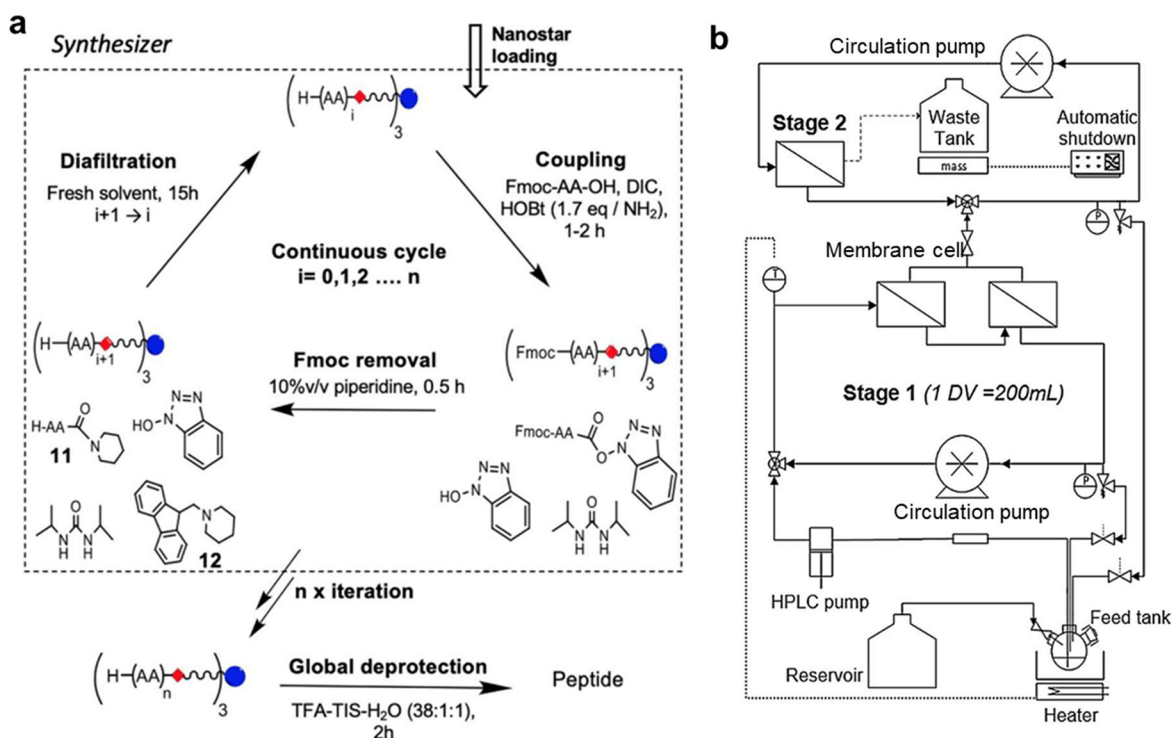 a
Synthesizer
Nanostar
loading
(H–(AA)–
i
)3
Diafiltration
Fresh solvent, 15h
i+1 → i
Coupling
Fmoc-AA-OH, DIC,
HOBt (1.7 eq / NH2),
1-2 h
Continuous cycle
i= 0,1,2 .... n
(H–(AA)–
i+1
)3
Fmoc removal
10%v/v piperidine, 0.5 h
(Fmoc–(AA)–
i+1
)3
H-AA
O
N
11
N=N
N
HO
Fmoc-AA
O
O
N
N
N
N=N
N
HO
O
N
H
N
H
N
12
O
N
H
N
H
n x iteration
(H–(AA)–
n
)3
Global deprotection
TFA-TIS-H2O (38:1:1),
2h
Peptide
b
Circulation pump
Stage 2
Waste
Tank
mass
Automatic
shutdown
P
Membrane cell
T
Stage 1 (1 DV =200mL)
P
Circulation pump
HPLC pump
Reservoir
Feed tank
Heater